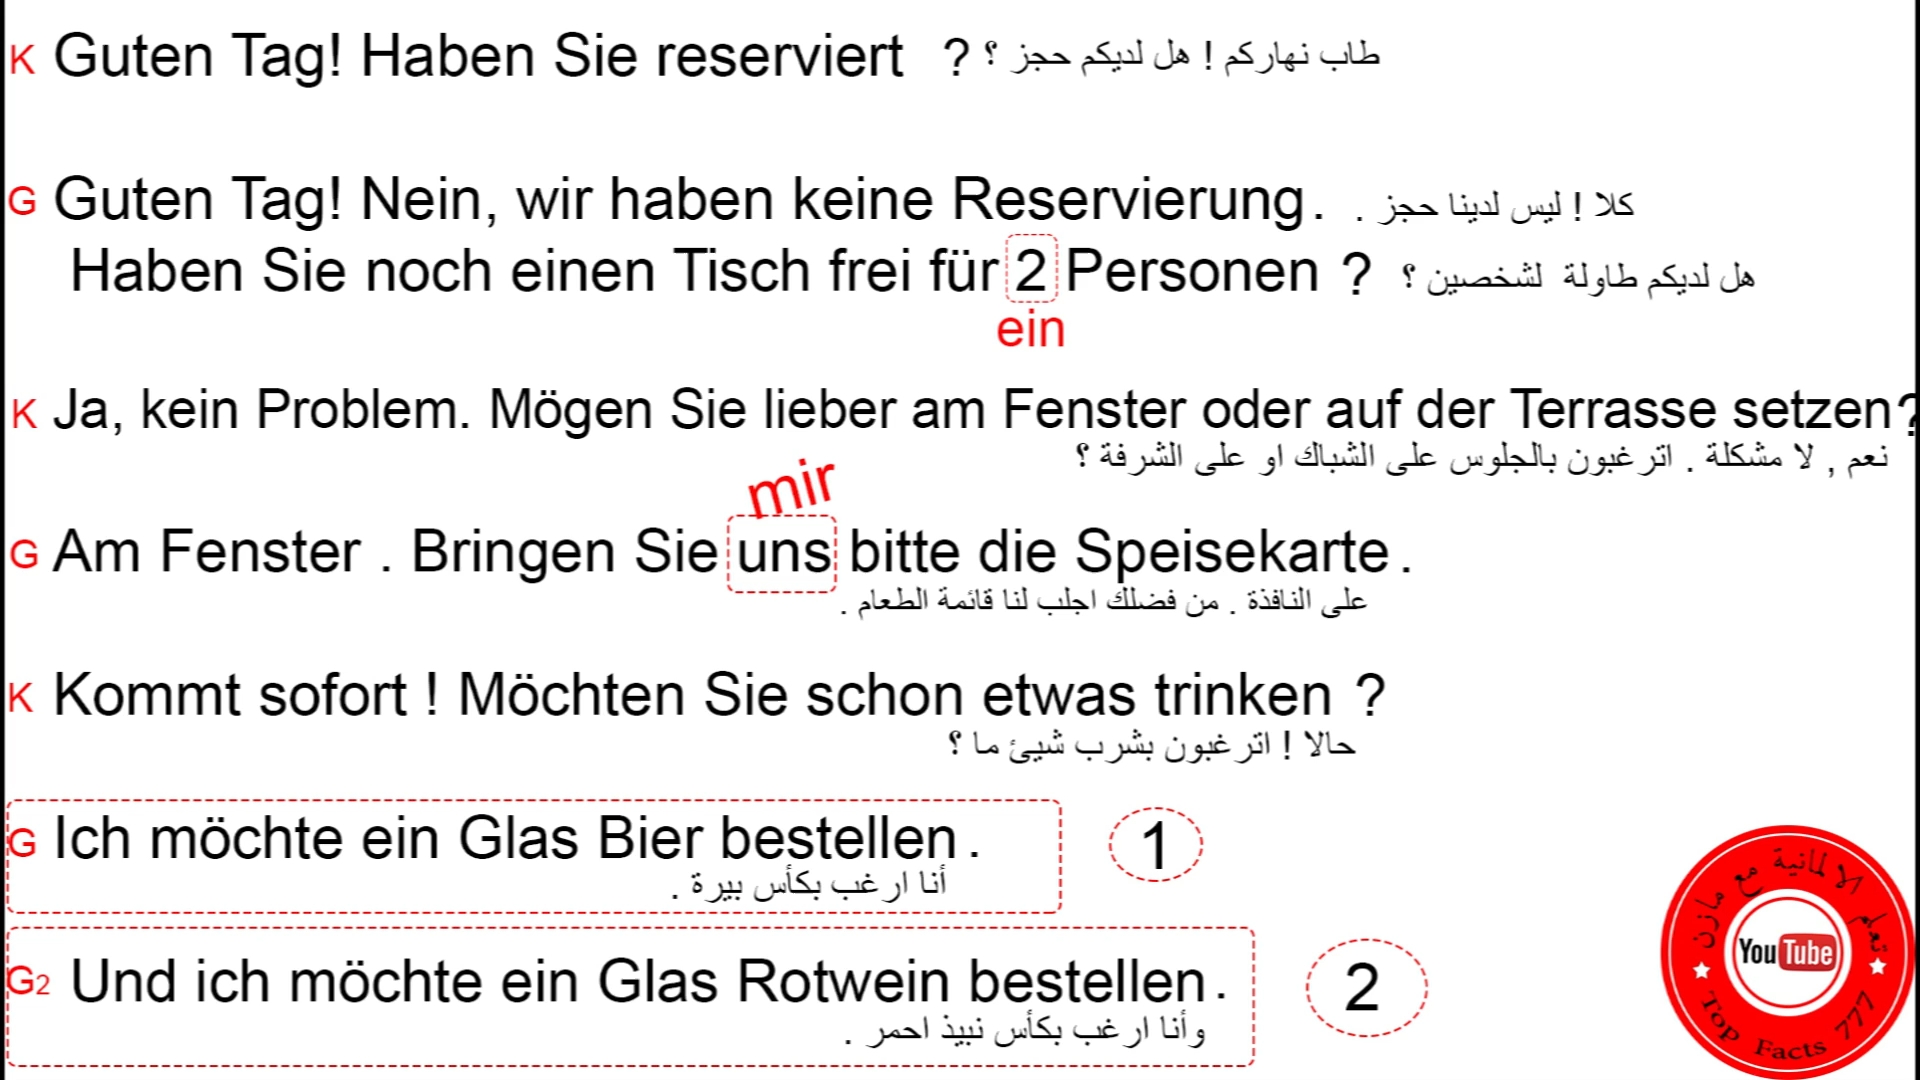 K Guten Tag! Haben Sie reserviert ? طاب نهاركم ! هل لديكم حجز ؟
G Guten Tag! Nein, wir haben keine Reservierung. كلا ! ليس لدينا حجز .
Haben Sie noch einen Tisch frei für 2 Personen ? هل لديكم طاولة لشخصين ؟
ein
K Ja, kein Problem. Mögen Sie lieber am Fenster oder auf der Terrasse setzen?
نعم , لا مشكلة . اترغبون بالجلوس على الشباك او على الشرفة ؟
mir
G Am Fenster . Bringen Sie uns bitte die Speisekarte .
على النافذة . من فضلك اجلب لنا قائمة الطعام .
K Kommt sofort ! Möchten Sie schon etwas trinken ?
حالا ! اترغبون بشرب شيئ ما ؟
G Ich möchte ein Glas Bier bestellen . 1
أنا ارغب بكأس بيرة .
G2 Und ich möchte ein Glas Rotwein bestellen . 2
وأنا ارغب بكأس نبيذ احمر .
تعلم الالمانية مع مازن
YouTube
Top Facts 777